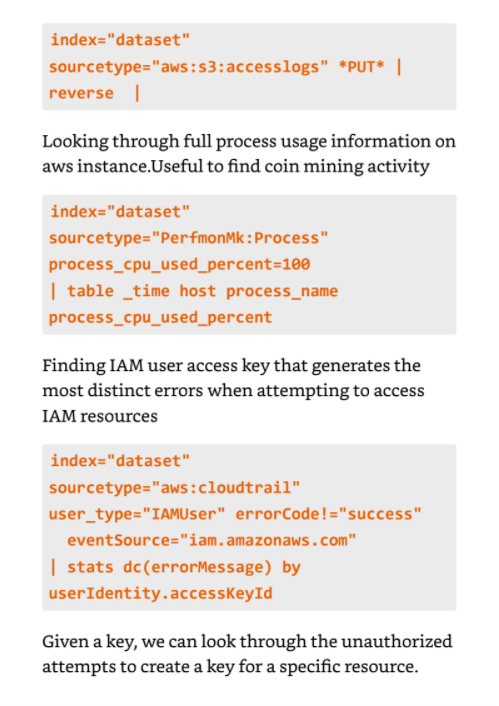 index="dataset"
sourcetype="aws:s3:accesslogs" *PUT* |
reverse  |
Looking through full process usage information on
aws instance.Useful to find coin mining activity
index="dataset"
sourcetype="PerfmonMk:Process"
process_cpu_used_percent=100
| table _time host process_name
process_cpu_used_percent
Finding IAM user access key that generates the
most distinct errors when attempting to access
IAM resources
index="dataset"
sourcetype="aws:cloudtrail"
user_type="IAMUser" errorCode!="success"
  eventSource="iam.amazonaws.com"
| stats dc(errorMessage) by
userIdentity.accessKeyId
Given a key, we can look through the unauthorized
attempts to create a key for a specific resource.